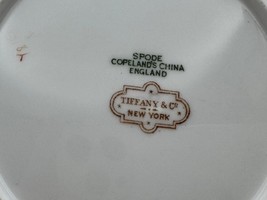 SPODE
COPELAND'S CHINA
ENGLAND
TIFFANY & Co
NEW YORK